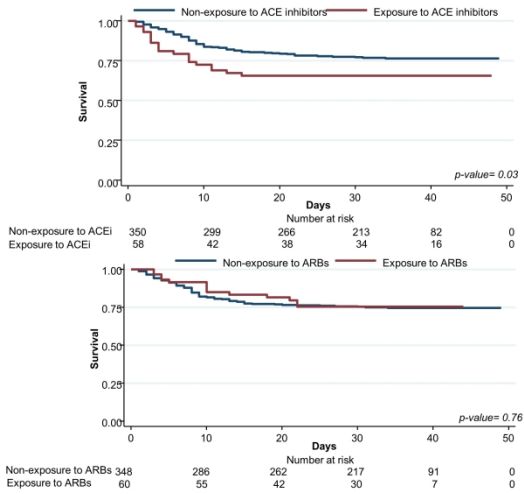 Non-exposure to ACE inhibitors Exposure to ACE inhibitors
1.00
0.75
0.50
0.25
0.00
Survival
p-value= 0.03
0 10 20 30 40 50
Days
Number at risk
Non-exposure to ACEi 350 299 266 213 82 0
Exposure to ACEi 58 42 38 34 16 0
Non-exposure to ARBs Exposure to ARBs
1.00
0.75
0.50
0.25
0.00
Survival
p-value= 0.76
0 10 20 30 40 50
Days
Number at risk
Non-exposure to ARBs 348 286 262 217 91 0
Exposure to ARBs 60 55 42 30 7 0